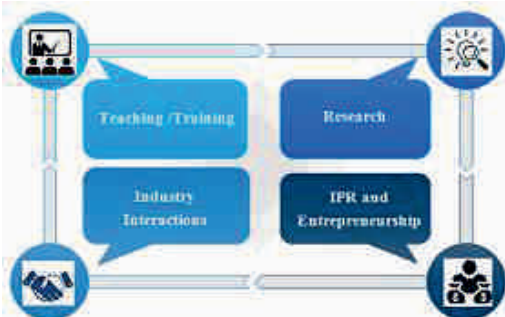 Teaching /Training
Research
Industry
Interactions
IPR and
Entrepreneurship